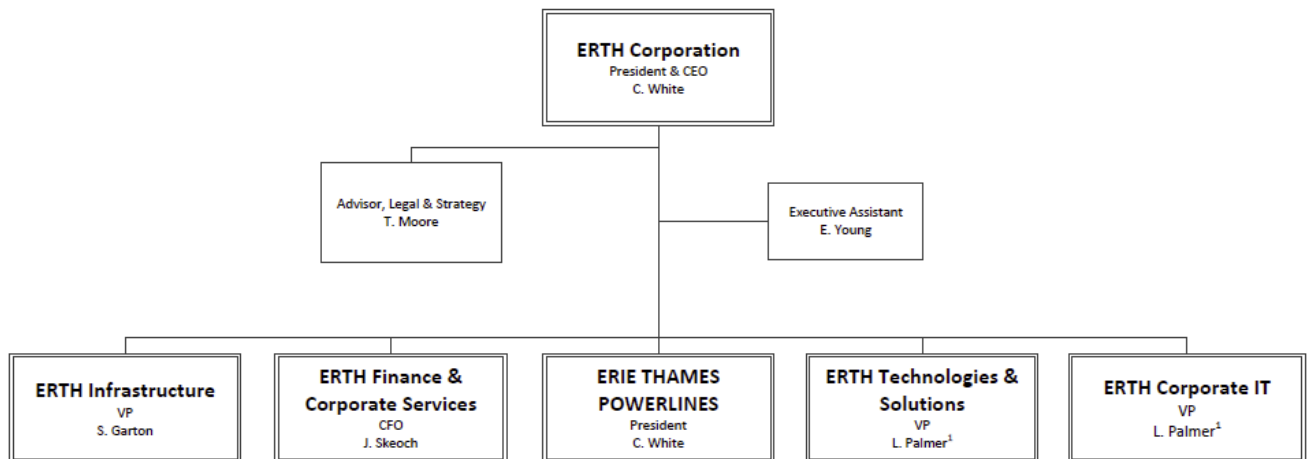 ERTH Corporation
President & CEO
C. White
Advisor, Legal & Strategy
T. Moore
Executive Assistant
E. Young
ERTH Infrastructure
VP
S. Garton
ERTH Finance &
Corporate Services
CFO
J. Skeoch
ERIE THAMES
POWERLINES
President
C. White
ERTH Technologies &
Solutions
VP
L. Palmer¹
ERTH Corporate IT
VP
L. Palmer¹